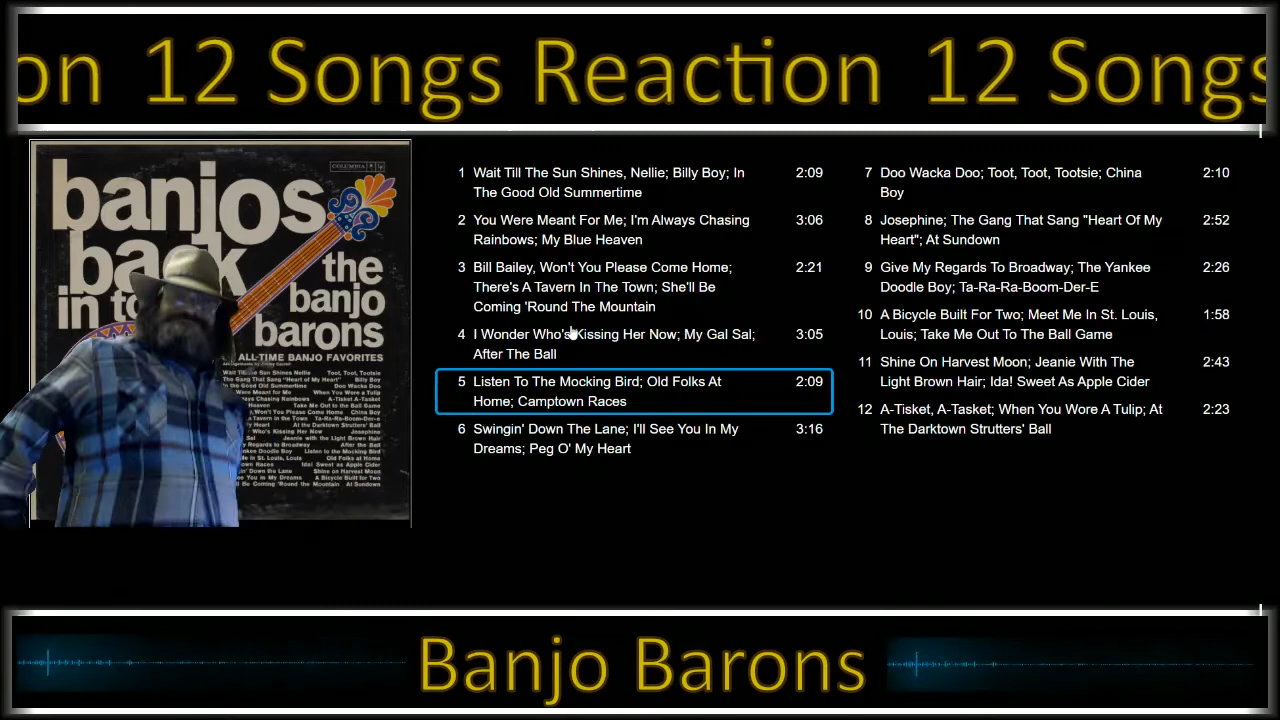 on 12 Songs Reaction 12 Songs
COLUMBIA
banjos
back
in to
the
banjo
barons
ALL-TIME BANJO FAVORITES
1 Wait Till The Sun Shines, Nellie; Billy Boy; In 2:09
The Good Old Summertime
2 You Were Meant For Me; I'm Always Chasing 3:06
Rainbows; My Blue Heaven
3 Bill Bailey, Won't You Please Come Home; 2:21
There's A Tavern In The Town; She'll Be
Coming 'Round The Mountain
4 I Wonder Who's Kissing Her Now; My Gal Sal; 3:05
After The Ball
5 Listen To The Mocking Bird; Old Folks At 2:09
Home; Camptown Races
6 Swingin' Down The Lane; I'll See You In My 3:16
Dreams; Peg O' My Heart
7 Doo Wacka Doo; Toot, Toot, Tootsie; China 2:10
Boy
8 Josephine; The Gang That Sang "Heart Of My 2:52
Heart"; At Sundown
9 Give My Regards To Broadway; The Yankee 2:26
Doodle Boy; Ta-Ra-Ra-Boom-Der-E
10 A Bicycle Built For Two; Meet Me In St. Louis, 1:58
Louis; Take Me Out To The Ball Game
11 Shine On Harvest Moon; Jeanie With The 2:43
Light Brown Hair; Ida! Sweet As Apple Cider
12 A-Tisket, A-Tasket; When You Wore A Tulip; At 2:23
The Darktown Strutters' Ball
Banjo Barons